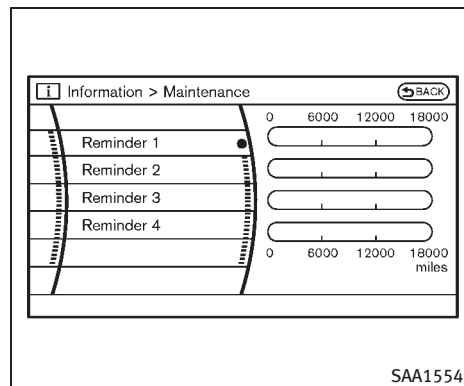 i Information > Maintenance BACK
0 6000 12000 18000
Reminder 1
Reminder 2
Reminder 3
Reminder 4
0 6000 12000 18000
miles
SAA1554